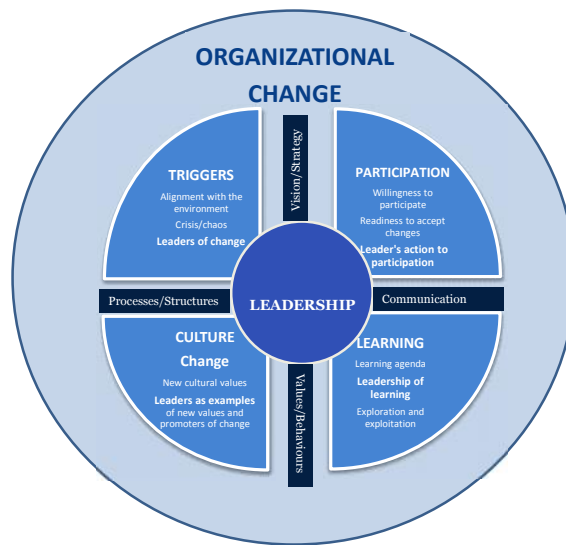 ORGANIZATIONAL
CHANGE
TRIGGERS
Alignment with the
environment
Crisis/chaos
Leaders of change
Vision/Strategy
PARTICIPATION
Willingness to
participate
Readiness to accept
changes
Leader's action to
participation
Processes/Structures
LEADERSHIP
Communication
CULTURE
Change
New cultural values
Leaders as examples
of new values and
promoters of change
Values/Behaviours
LEARNING
Learning agenda
Leadership of
learning
Exploration and
exploitation